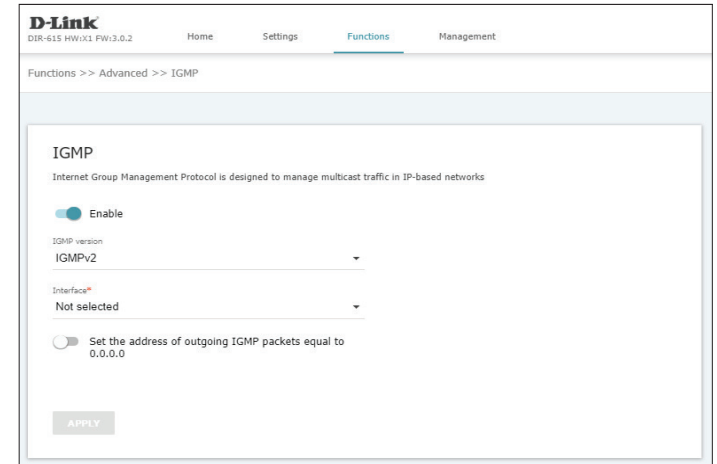 D-Link
DIR-615 HW:X1 FW:3.0.2
Home
Settings
Functions
Management
Functions >> Advanced >> IGMP
IGMP
Internet Group Management Protocol is designed to manage multicast traffic in IP-based networks
Enable
IGMP version
IGMPv2
Interface*
Not selected
Set the address of outgoing IGMP packets equal to
0.0.0.0
APPLY